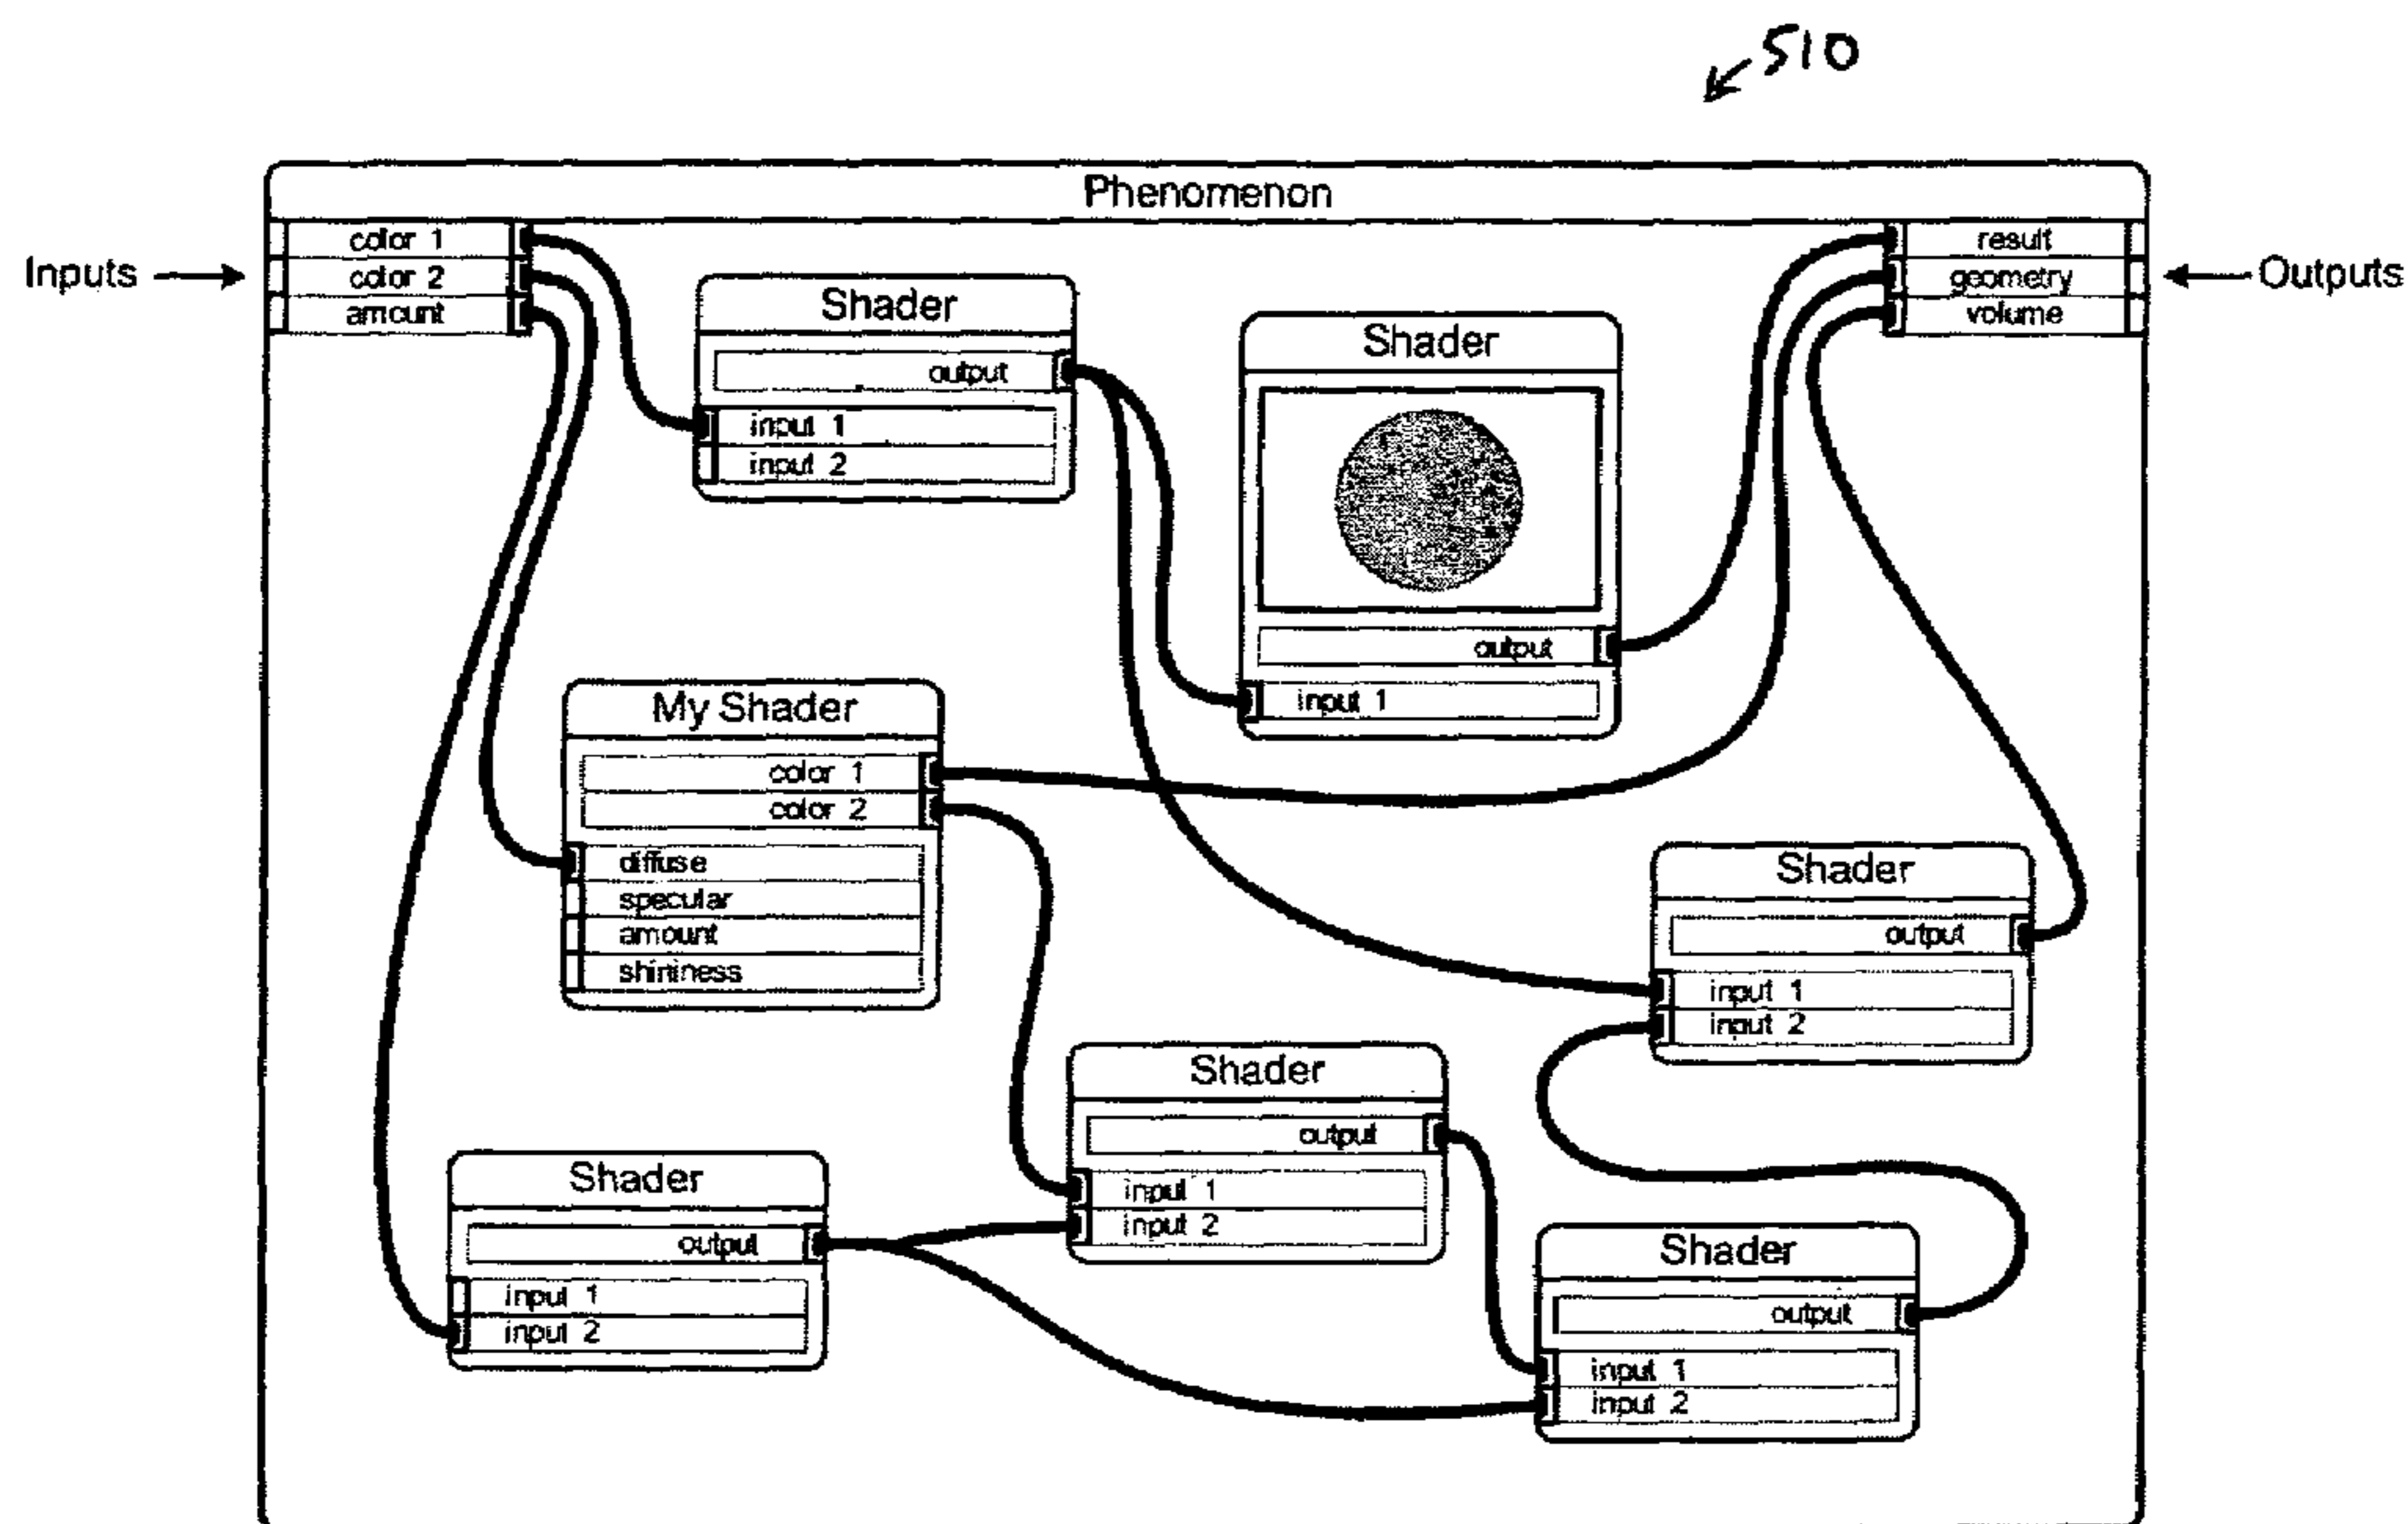 510
Phenomenon
Inputs
color 1
color 2
amount
result
geometry
volume
Outputs
Shader
output
input 1
input 2
Shader
output
input 1
My Shader
color 1
color 2
diffuse
specular
amount
shininess
Shader
output
input 1
input 2
Shader
output
input 1
input 2
Shader
output
input 1
input 2
Shader
output
input 1
input 2